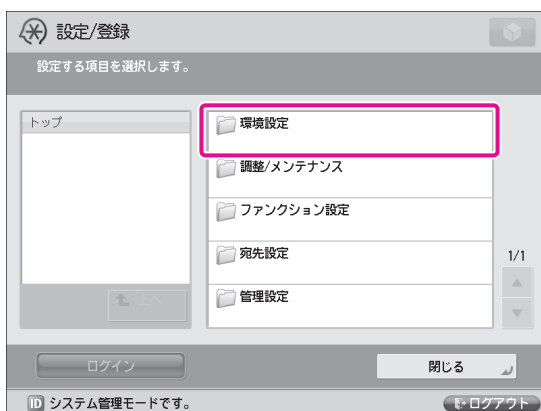 設定/登録
設定する項目を選択します。
トップ
環境設定
調整/メンテナンス
ファンクション設定
宛先設定
管理設定
1/1
上へ
ログイン
閉じる
ID システム管理モードです。
ログアウト